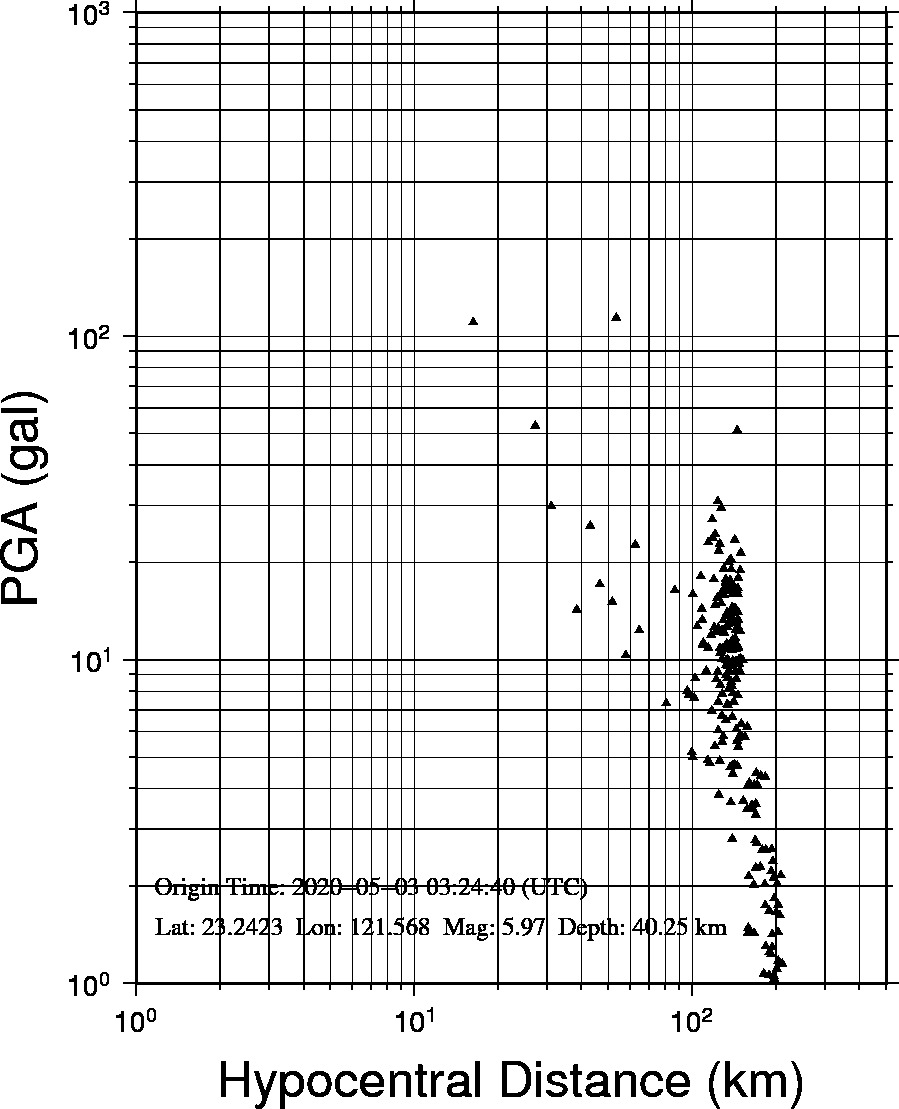 10³
10²
PGA (gal)
10¹
Origin Time: 2020−05−03 03:24:40 (UTC)
Lat: 23.2423 Lon: 121.568 Mag: 5.97 Depth: 40.25 km
10⁰
10⁰ 10¹ 10²
Hypocentral Distance (km)